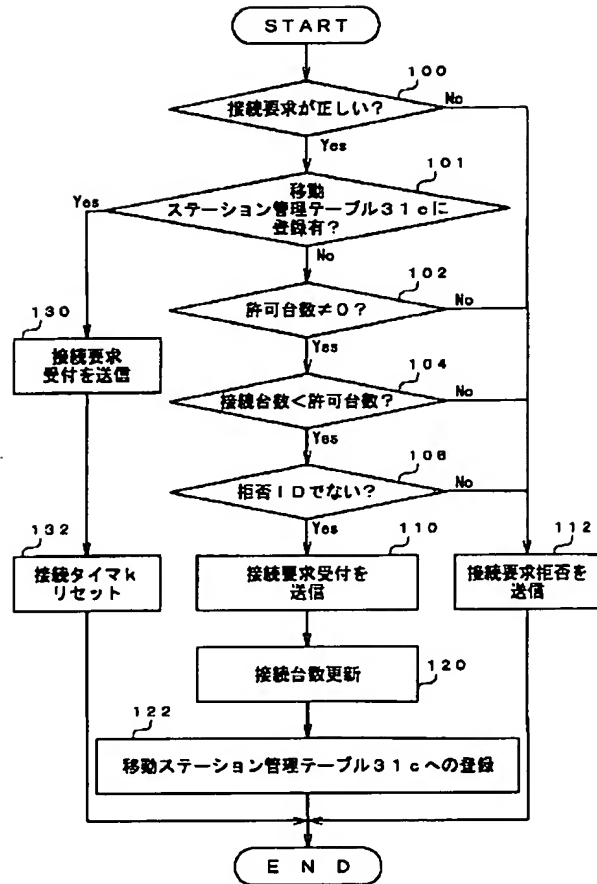 START
100
接続要求が正しい?
No
Yes
101
移動
ステーション管理テーブル31cに
登録有?
Yes
No
102
許可台数≠0?
No
130
接続要求
受付を送信
Yes
104
接続台数<許可台数?
No
Yes
106
拒否IDでない?
No
Yes
132
接続タイマk
リセット
110
接続要求受付を
送信
112
接続要求拒否を
送信
接続台数更新
120
122
移動ステーション管理テーブル31cへの登録
END